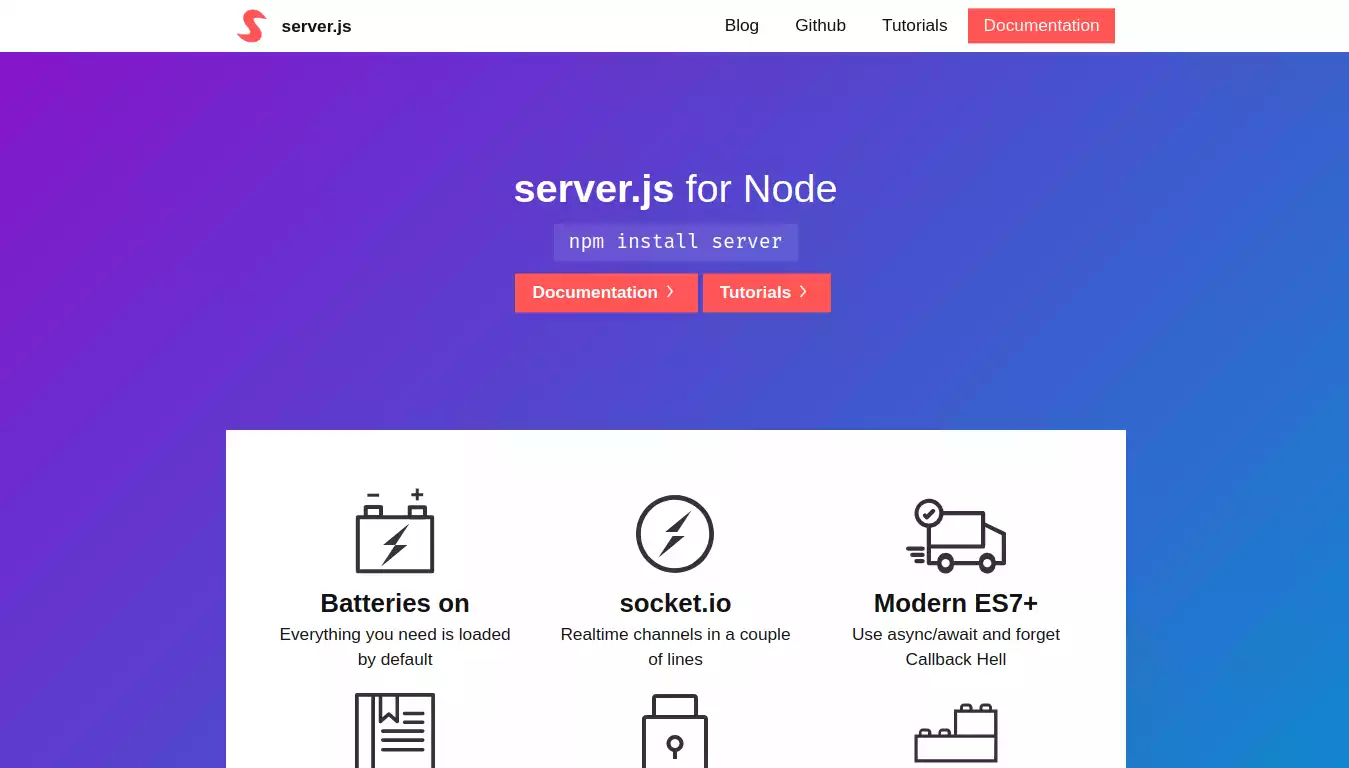 server.js
Blog Github Tutorials Documentation
server.js for Node
npm install server
Documentation Tutorials
Batteries on
Everything you need is loaded
by default
socket.io
Realtime channels in a couple
of lines
Modern ES7+
Use async/await and forget
Callback Hell